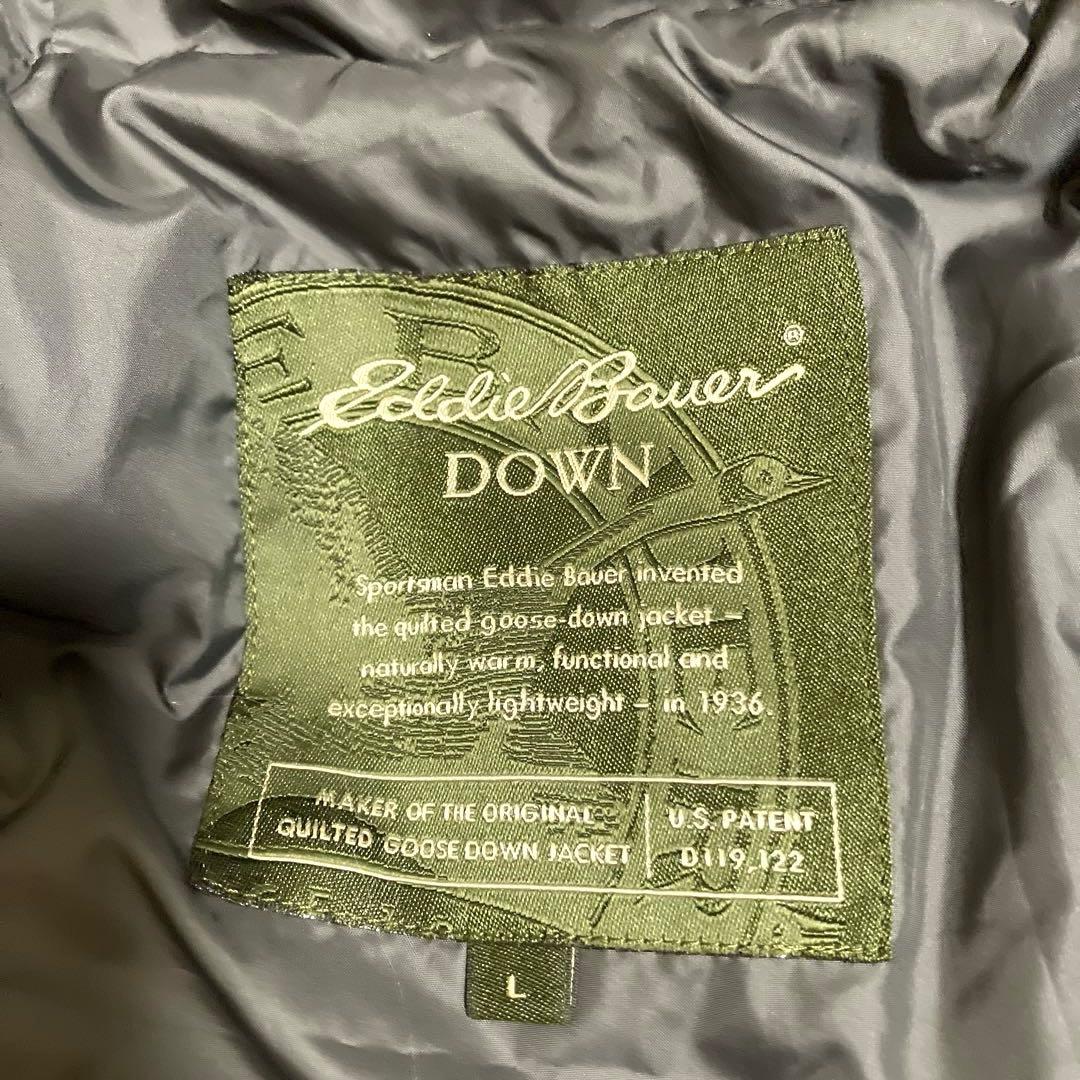 Eddie Bauer®
DOWN
Sportsman Eddie Bauer invented
the quilted goose-down jacket –
naturally warm, functional and
exceptionally lightweight – in 1936.
MAKER OF THE ORIGINAL
QUILTED GOOSE DOWN JACKET
U.S. PATENT
D119,122
L